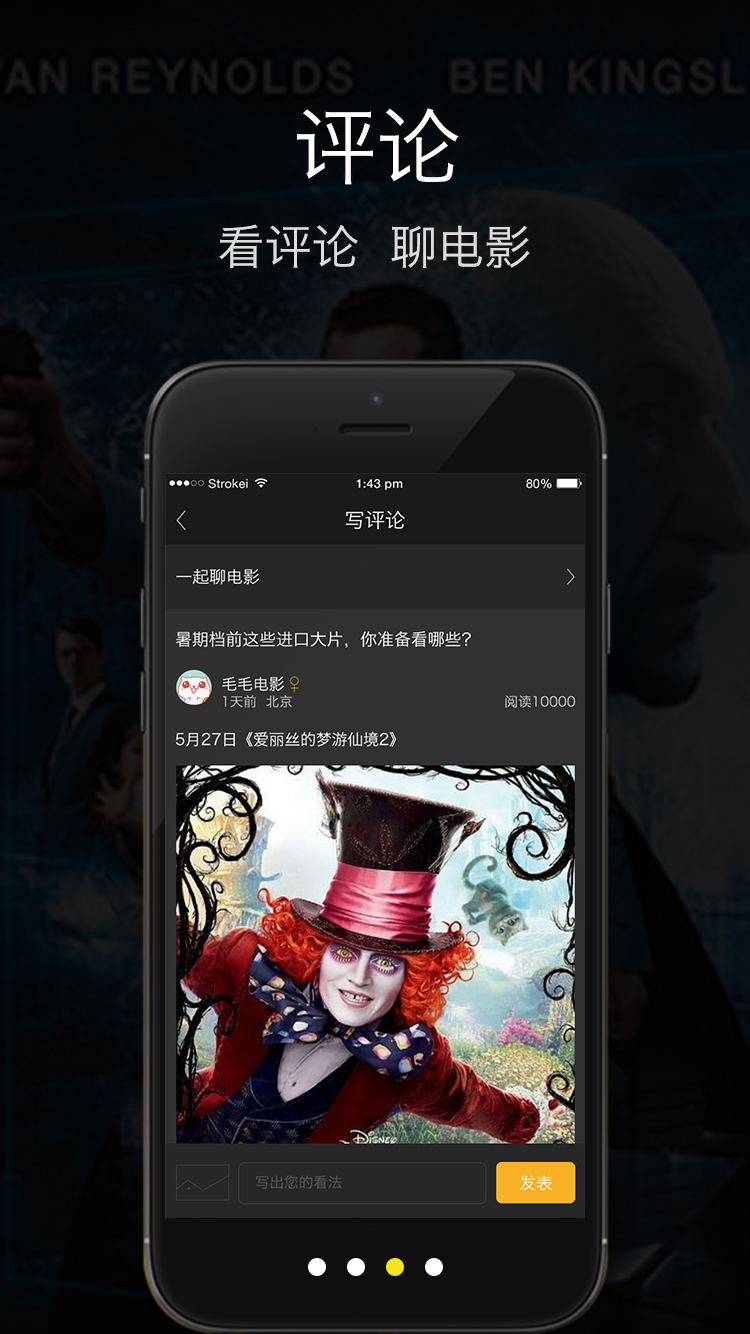 YAN REYNOLDS BEN KINGSL
评论
看评论 聊电影
Strokei 1:43 pm 80%
写评论
一起聊电影
暑期档前这些进口大片，你准备看哪些？
毛毛电影
1天前 北京 阅读10000
5月27日《爱丽丝的梦游仙境2》
Disney
写出您的看法 发表